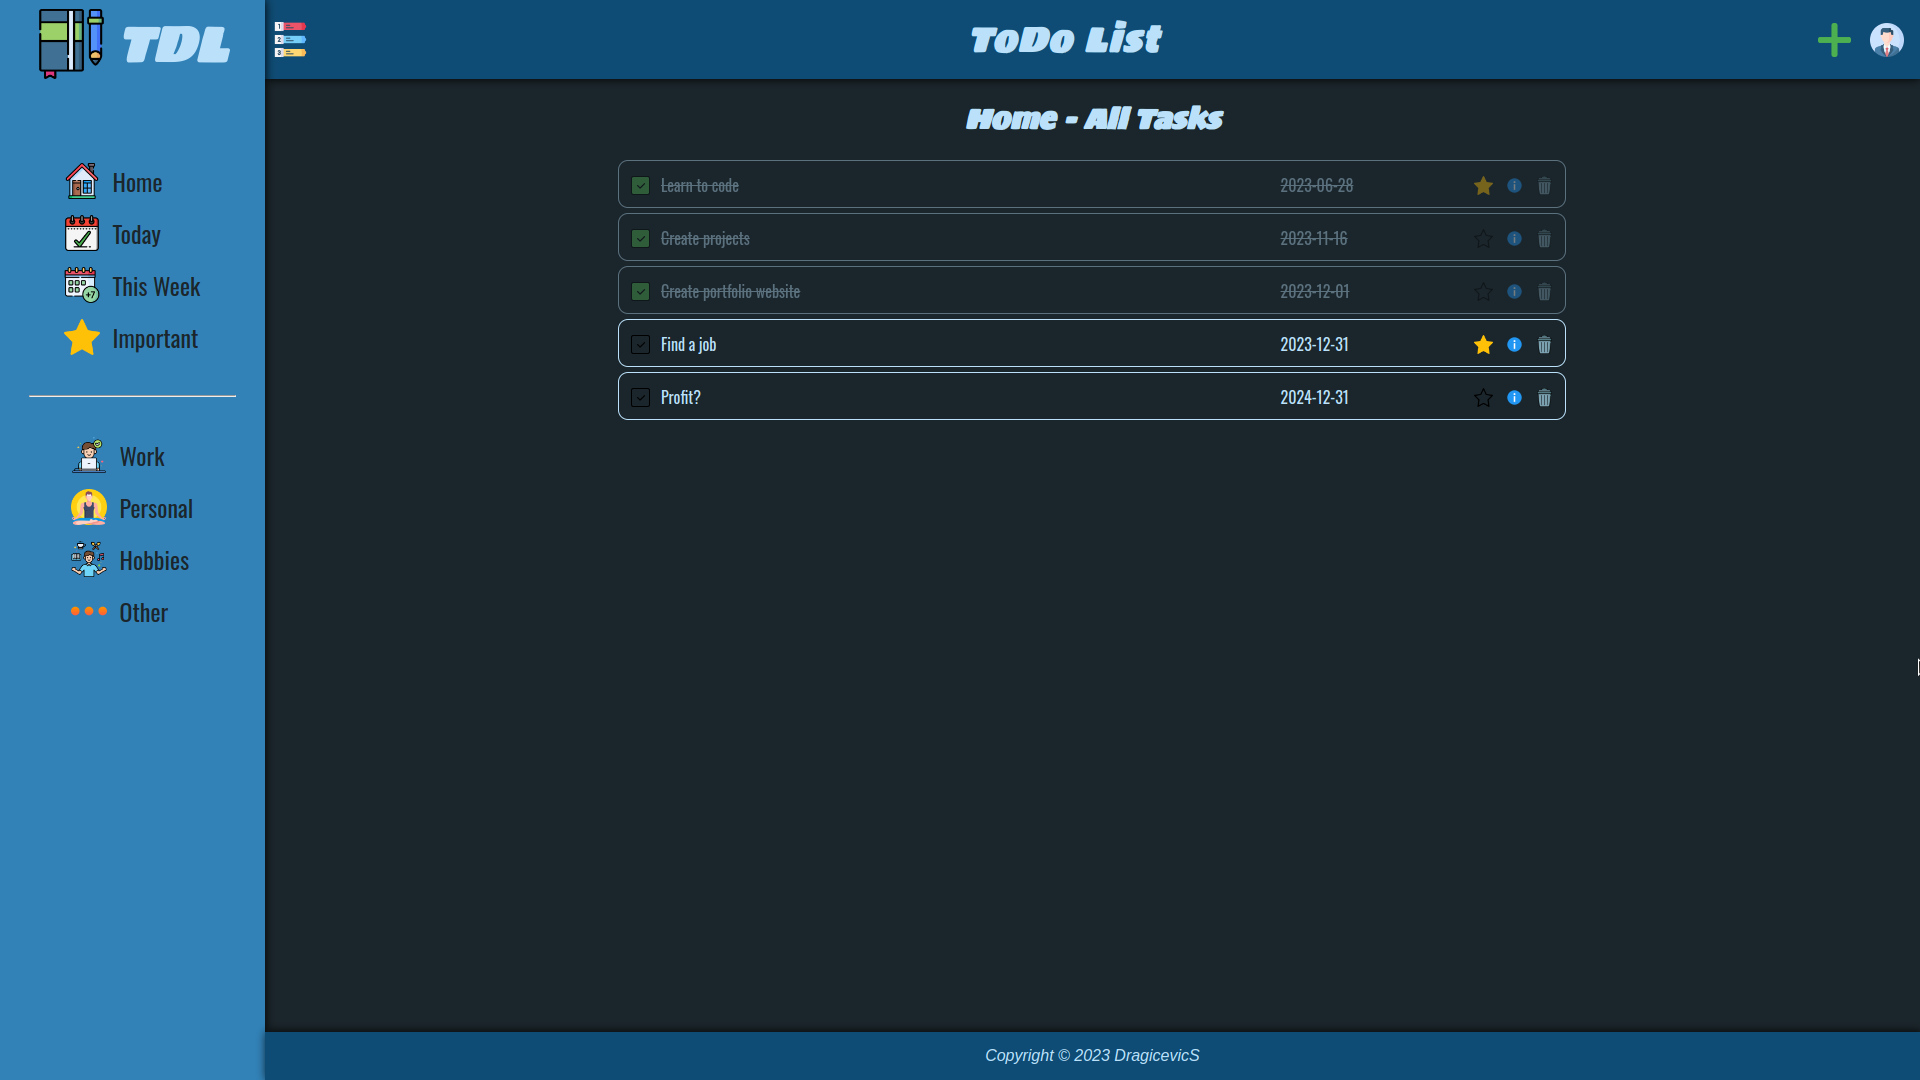 TDL
ToDo List
Home
Today
This Week
Important
Work
Personal
Hobbies
Other
Home - All Tasks
Learn to code 2023-06-28
Create projects 2023-11-16
Create portfolio website 2023-12-01
Find a job 2023-12-31
Profit? 2024-12-31
Copyright © 2023 DragicevicS